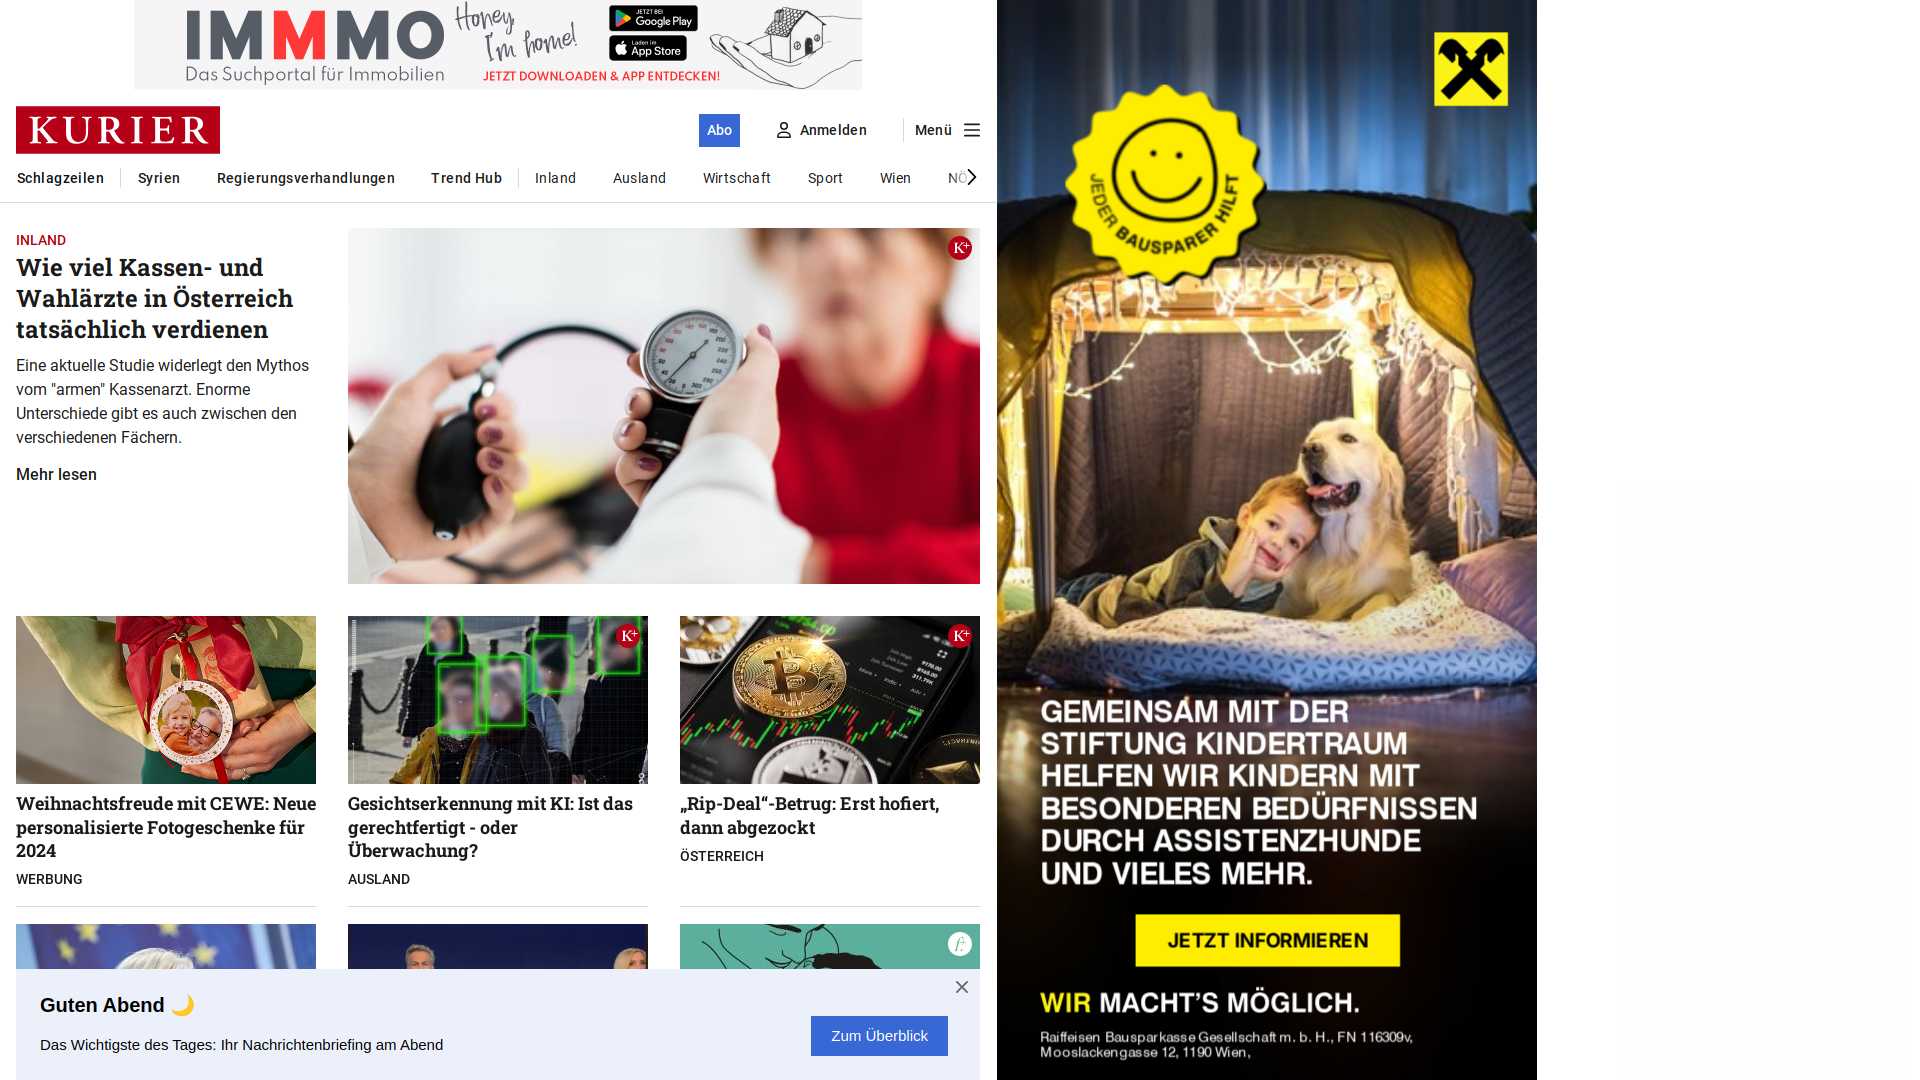 IMMMO
Das Suchportal für Immobilien
Honey,
I'm home!
JETZT BEI
Google Play
Laden im
App Store
JETZT DOWNLOADEN & APP ENTDECKEN!
KURIER
Abo
Anmelden
Menü
Schlagzeilen
Syrien
Regierungsverhandlungen
Trend Hub
Inland
Ausland
Wirtschaft
Sport
Wien
NÖ
INLAND
Wie viel Kassen- und
Wahlärzte in Österreich
tatsächlich verdienen
Eine aktuelle Studie widerlegt den Mythos
vom "armen" Kassenarzt. Enorme
Unterschiede gibt es auch zwischen den
verschiedenen Fächern.
Mehr lesen
K+
Weihnachtsfreude mit CEWE: Neue
personalisierte Fotogeschenke für
2024
WERBUNG
K+
Gesichtserkennung mit KI: Ist das
gerechtfertigt - oder
Überwachung?
AUSLAND
K+
„Rip-Deal“-Betrug: Erst hofiert,
dann abgezockt
ÖSTERREICH
Guten Abend 🌙
Das Wichtigste des Tages: Ihr Nachrichtenbriefing am Abend
Zum Überblick
JEDER BAUSPARER HILFT
GEMEINSAM MIT DER
STIFTUNG KINDERTRAUM
HELFEN WIR KINDERN MIT
BESONDEREN BEDÜRFNISSEN
DURCH ASSISTENZHUNDE
UND VIELES MEHR.
JETZT INFORMIEREN
WIR MACHT'S MÖGLICH.
Raiffeisen Bausparkasse Gesellschaft m. b. H., FN 116309v,
Mooslackengasse 12, 1190 Wien,